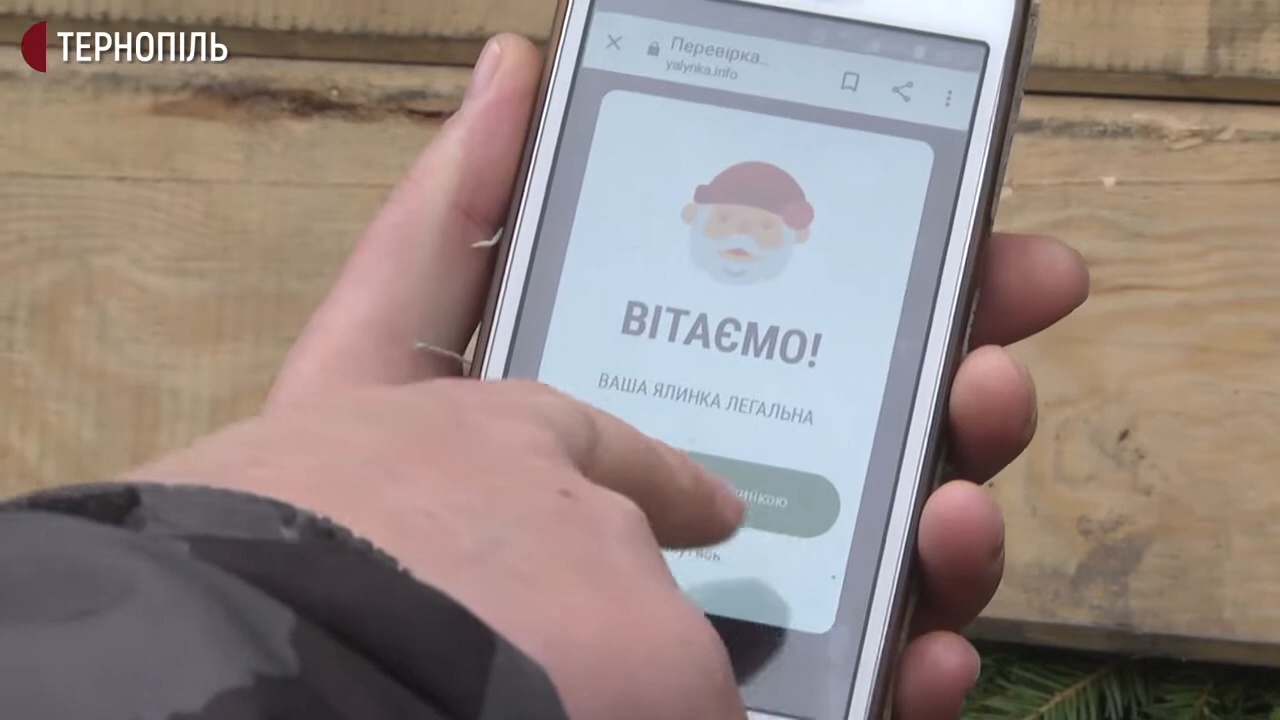 ТЕРНОПІЛЬ
Перевірка...
yalynka.info
ВІТАЄМО!
ВАША ЯЛИНКА ЛЕГАЛЬНА